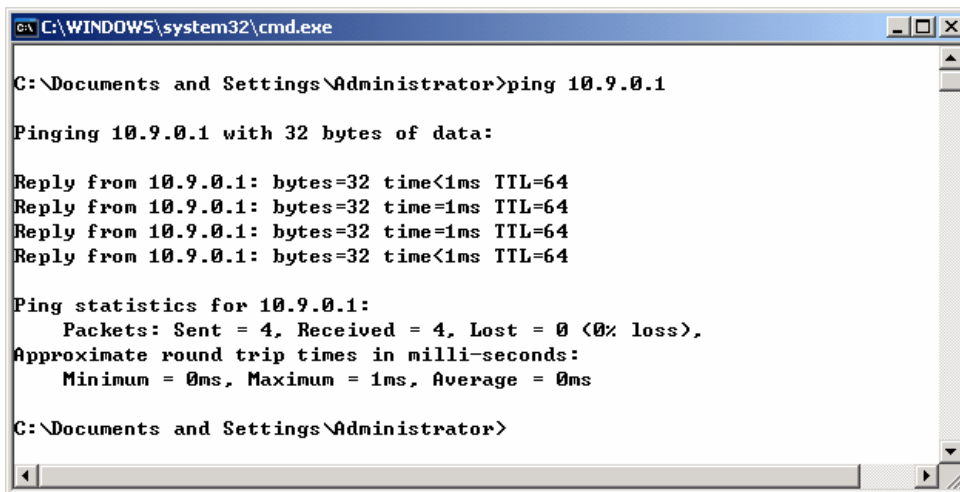 C:\WINDOWS\system32\cmd.exe
C:\Documents and Settings\Administrator>ping 10.9.0.1
Pinging 10.9.0.1 with 32 bytes of data:
Reply from 10.9.0.1: bytes=32 time<1ms TTL=64
Reply from 10.9.0.1: bytes=32 time=1ms TTL=64
Reply from 10.9.0.1: bytes=32 time=1ms TTL=64
Reply from 10.9.0.1: bytes=32 time<1ms TTL=64
Ping statistics for 10.9.0.1:
Packets: Sent = 4, Received = 4, Lost = 0 (0% loss),
Approximate round trip times in milli-seconds:
Minimum = 0ms, Maximum = 1ms, Average = 0ms
C:\Documents and Settings\Administrator>